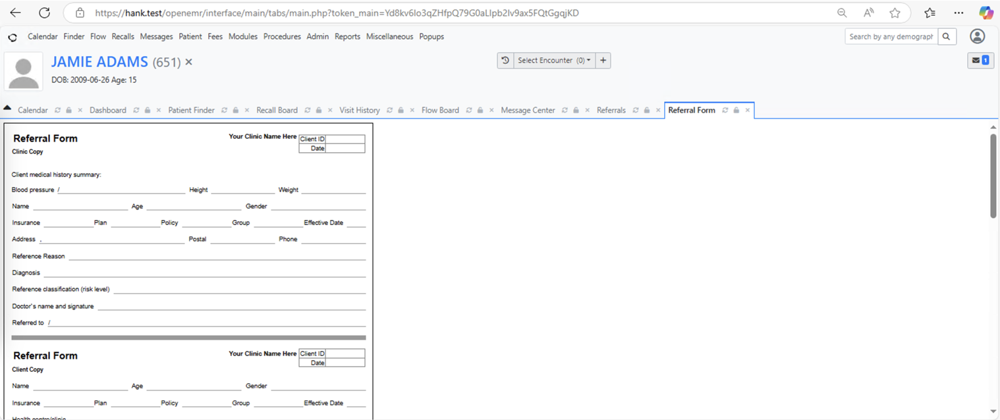 https://hank.test/openemr/interface/main/tabs/main.php?token_main=Yd8kv6Io3qZHfpQ79G0aLIpb2Iv9ax5FQtGgqjKD
Calendar Finder Flow Recalls Messages Patient Fees Modules Procedures Admin Reports Miscellaneous Popups Search by any demograph
JAMIE ADAMS (651) ×
Select Encounter (0) +
1
DOB: 2009-06-26 Age: 15
Calendar Dashboard Patient Finder Recall Board Visit History Flow Board Message Center Referrals Referral Form
Referral Form Your Clinic Name Here Client ID
Clinic Copy Date
Client medical history summary:
Blood pressure / Height Weight
Name Age Gender
Insurance Plan Policy Group Effective Date
Address , Postal Phone
Reference Reason
Diagnosis
Reference classification (risk level)
Doctor's name and signature
Referred to /
Referral Form Your Clinic Name Here Client ID
Date
Client Copy
Name Age Gender
Insurance Plan Policy Group Effective Date
Health centre/clinic